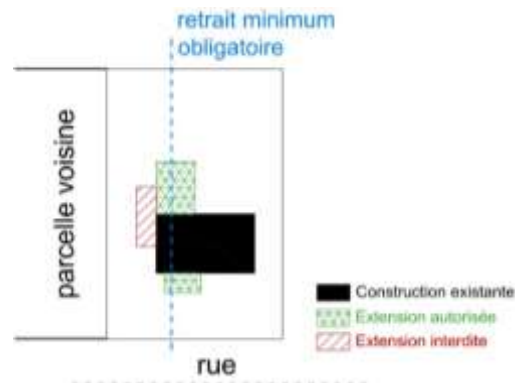 retrait minimum
obligatoire
parcelle voisine
Construction existante
Extension autorisée
Extension interdite
rue